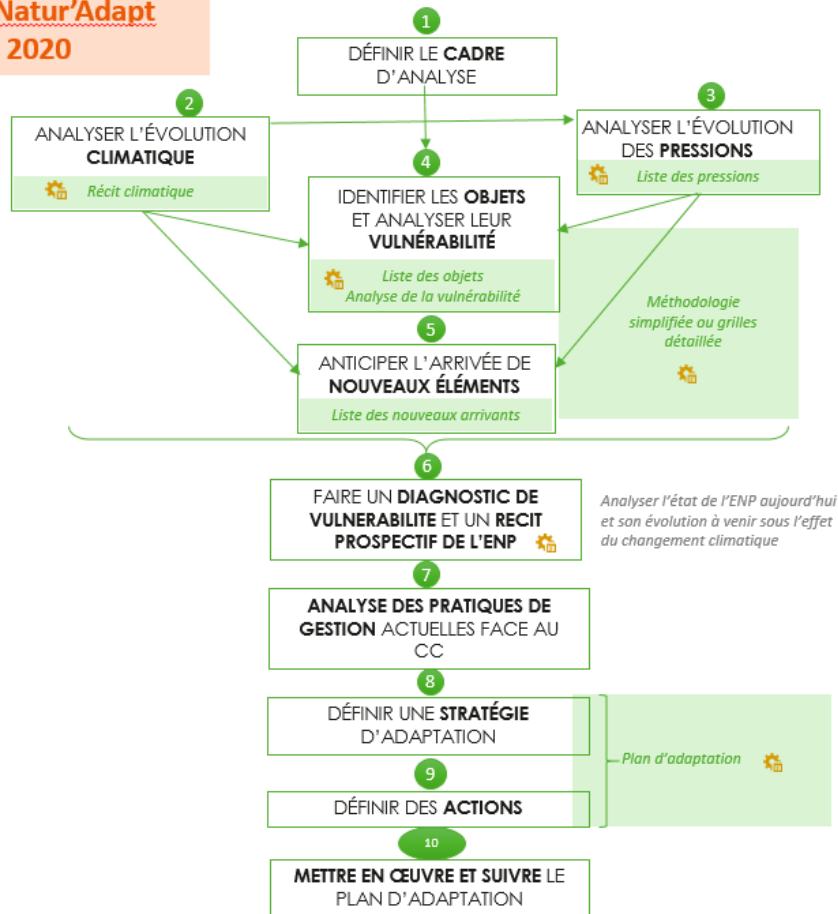 Natur’Adapt
2020
1
DÉFINIR LE CADRE
D’ANALYSE
2
ANALYSER L’ÉVOLUTION
CLIMATIQUE
Récit climatique
3
ANALYSER L’ÉVOLUTION
DES PRESSIONS
Liste des pressions
4
IDENTIFIER LES OBJETS
ET ANALYSER LEUR
VULNÉRABILITÉ
Liste des objets
Analyse de la vulnérabilité
Méthodologie
simplifiée ou grilles
détaillée
5
ANTICIPER L’ARRIVÉE DE
NOUVEAUX ÉLÉMENTS
Liste des nouveaux arrivants
6
FAIRE UN DIAGNOSTIC DE
VULNERABILITE ET UN RECIT
PROSPECTIF DE L’ENP
Analyser l’état de l’ENP aujourd’hui
et son évolution à venir sous l’effet
du changement climatique
7
ANALYSE DES PRATIQUES DE
GESTION ACTUELLES FACE AU
CC
8
DÉFINIR UNE STRATÉGIE
D’ADAPTATION
9
DÉFINIR DES ACTIONS
Plan d’adaptation
10
METTRE EN ŒUVRE ET SUIVRE LE
PLAN D’ADAPTATION